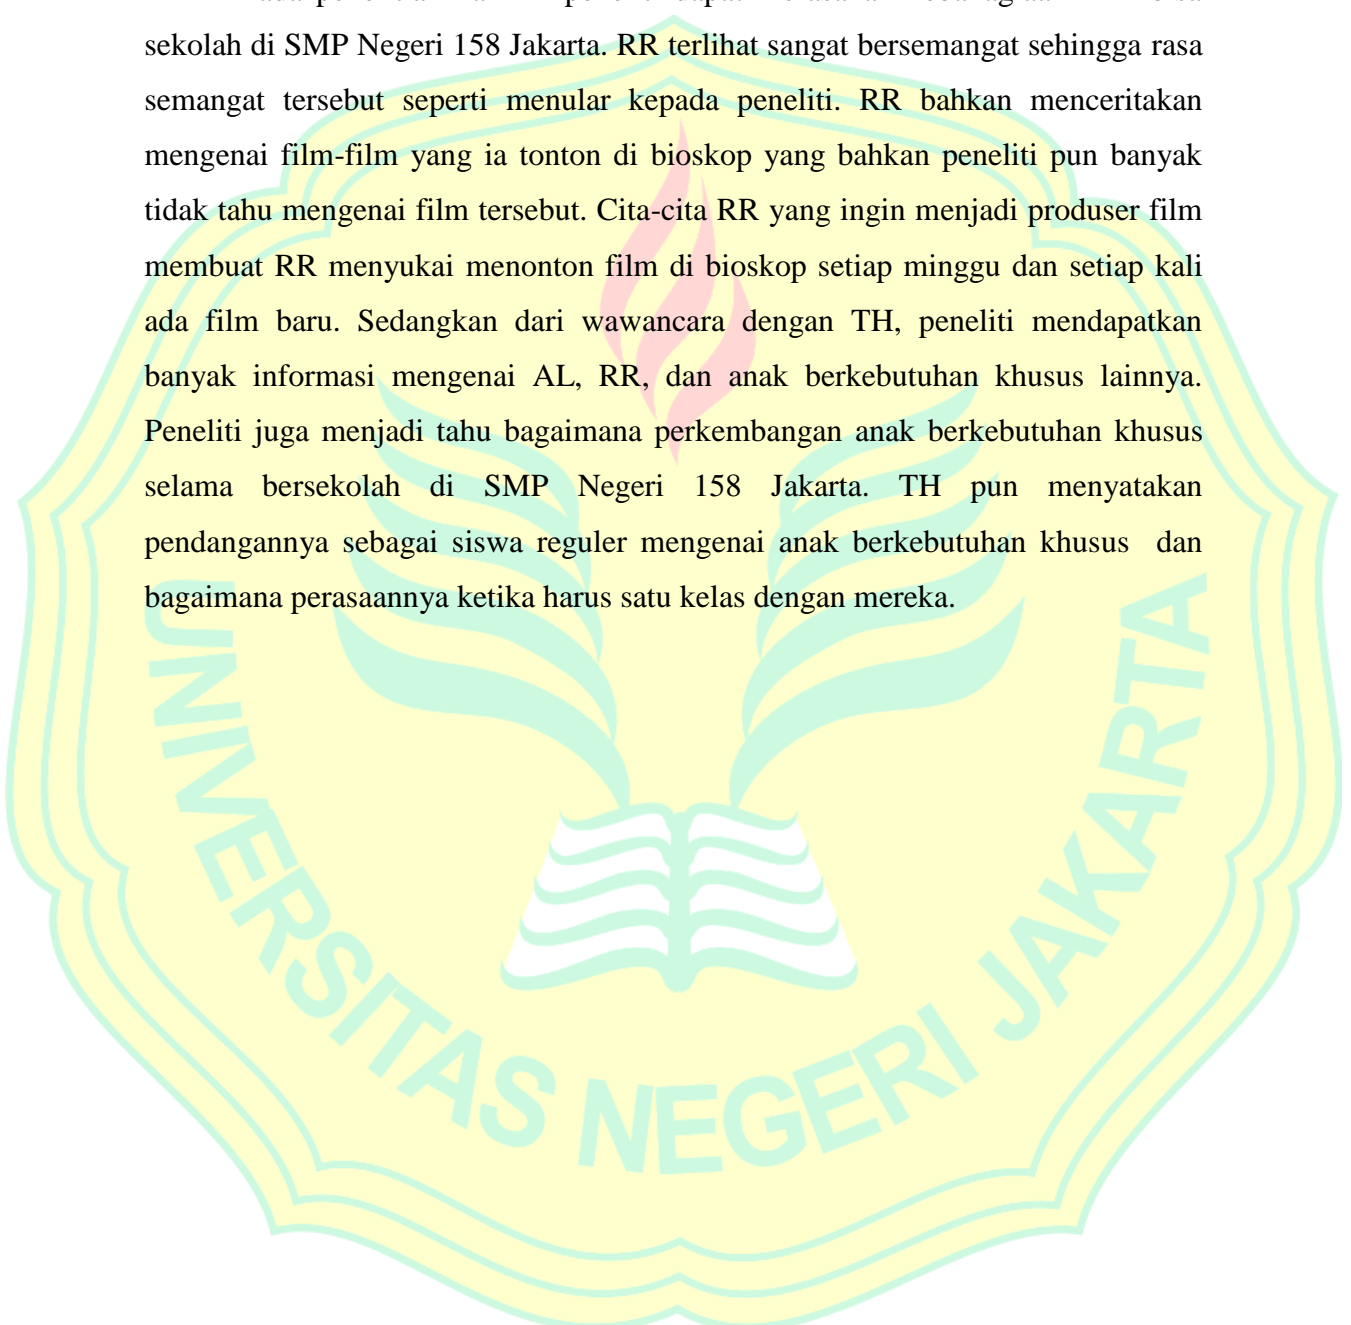 sekolah di SMP Negeri 158 Jakarta. RR terlihat sangat bersemangat sehingga rasa
semangat tersebut seperti menular kepada peneliti. RR bahkan menceritakan
mengenai film-film yang ia tonton di bioskop yang bahkan peneliti pun banyak
tidak tahu mengenai film tersebut. Cita-cita RR yang ingin menjadi produser film
membuat RR menyukai menonton film di bioskop setiap minggu dan setiap kali
ada film baru. Sedangkan dari wawancara dengan TH, peneliti mendapatkan
banyak informasi mengenai AL, RR, dan anak berkebutuhan khusus lainnya.
Peneliti juga menjadi tahu bagaimana perkembangan anak berkebutuhan khusus
selama bersekolah di SMP Negeri 158 Jakarta. TH pun menyatakan
pendangannya sebagai siswa reguler mengenai anak berkebutuhan khusus dan
bagaimana perasaannya ketika harus satu kelas dengan mereka.
UNIVERSITAS NEGERI JAKARTA